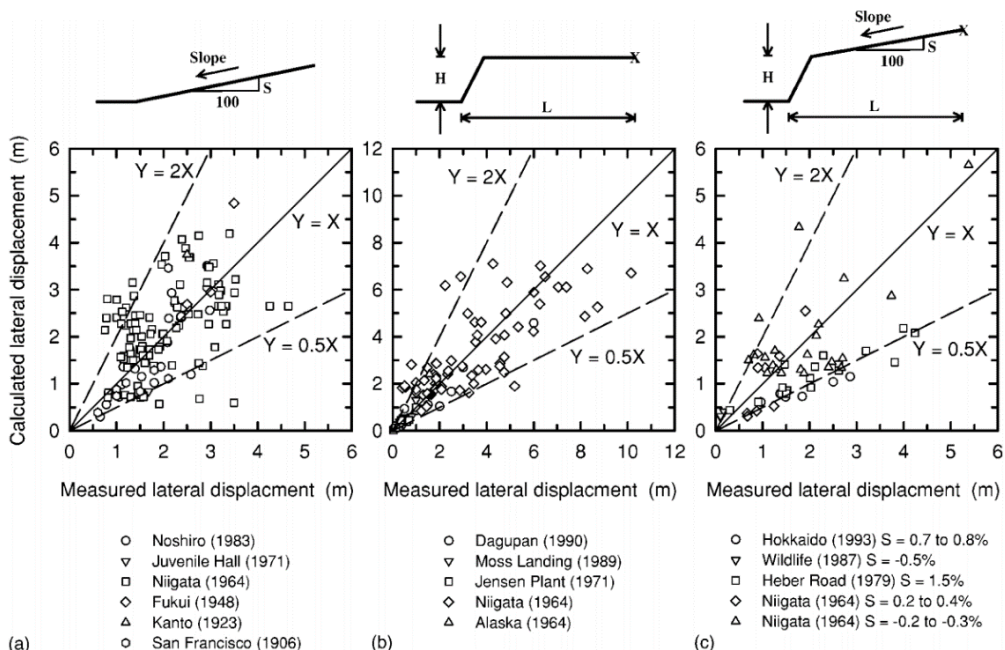 Slope
S
100
H
L
Slope
X
S
100
H
L
X
Calculated lateral displacement (m)
6
5
4
3
2
1
0
Y = 2X
Y = X
Y = 0.5X
0 1 2 3 4 5 6
Measured lateral displacment (m)
12
10
8
6
4
2
0
Y = 2X
Y = X
Y = 0.5X
0 2 4 6 8 10 12
Measured lateral displacment (m)
6
5
4
3
2
1
0
Y = 2X
Y = X
Y = 0.5X
0 1 2 3 4 5 6
Measured lateral displacment (m)
Noshiro (1983)
Juvenile Hall (1971)
Niigata (1964)
Fukui (1948)
Kanto (1923)
San Francisco (1906)
(a)
Dagupan (1990)
Moss Landing (1989)
Jensen Plant (1971)
Niigata (1964)
Alaska (1964)
(b)
Hokkaido (1993) S = 0.7 to 0.8%
Wildlife (1987) S = -0.5%
Heber Road (1979) S = 1.5%
Niigata (1964) S = 0.2 to 0.4%
Niigata (1964) S = -0.2 to -0.3%
(c)